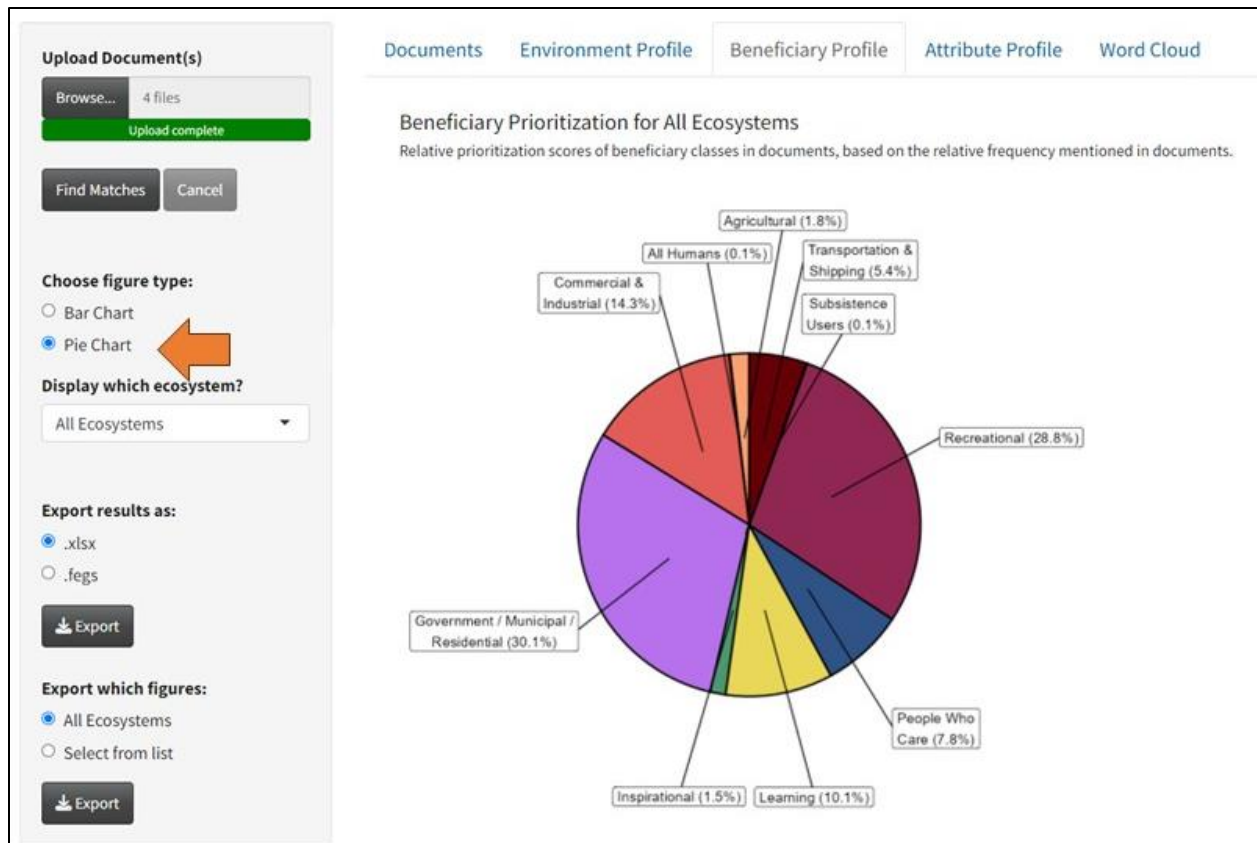 Upload Document(s)
Browse... 4 files
Upload complete
Find Matches Cancel
Choose figure type:
Bar Chart
Pie Chart
Display which ecosystem?
All Ecosystems
Export results as:
.xlsx
.fegs
Export
Export which figures:
All Ecosystems
Select from list
Export
Documents Environment Profile Beneficiary Profile Attribute Profile Word Cloud
Beneficiary Prioritization for All Ecosystems
Relative prioritization scores of beneficiary classes in documents, based on the relative frequency mentioned in documents.
Agricultural (1.8%)
All Humans (0.1%)
Transportation &
Shipping (5.4%)
Commercial &
Industrial (14.3%)
Subsistence
Users (0.1%)
Recreational (28.8%)
Government / Municipal /
Residential (30.1%)
People Who
Care (7.8%)
Inspirational (1.5%)
Learning (10.1%)